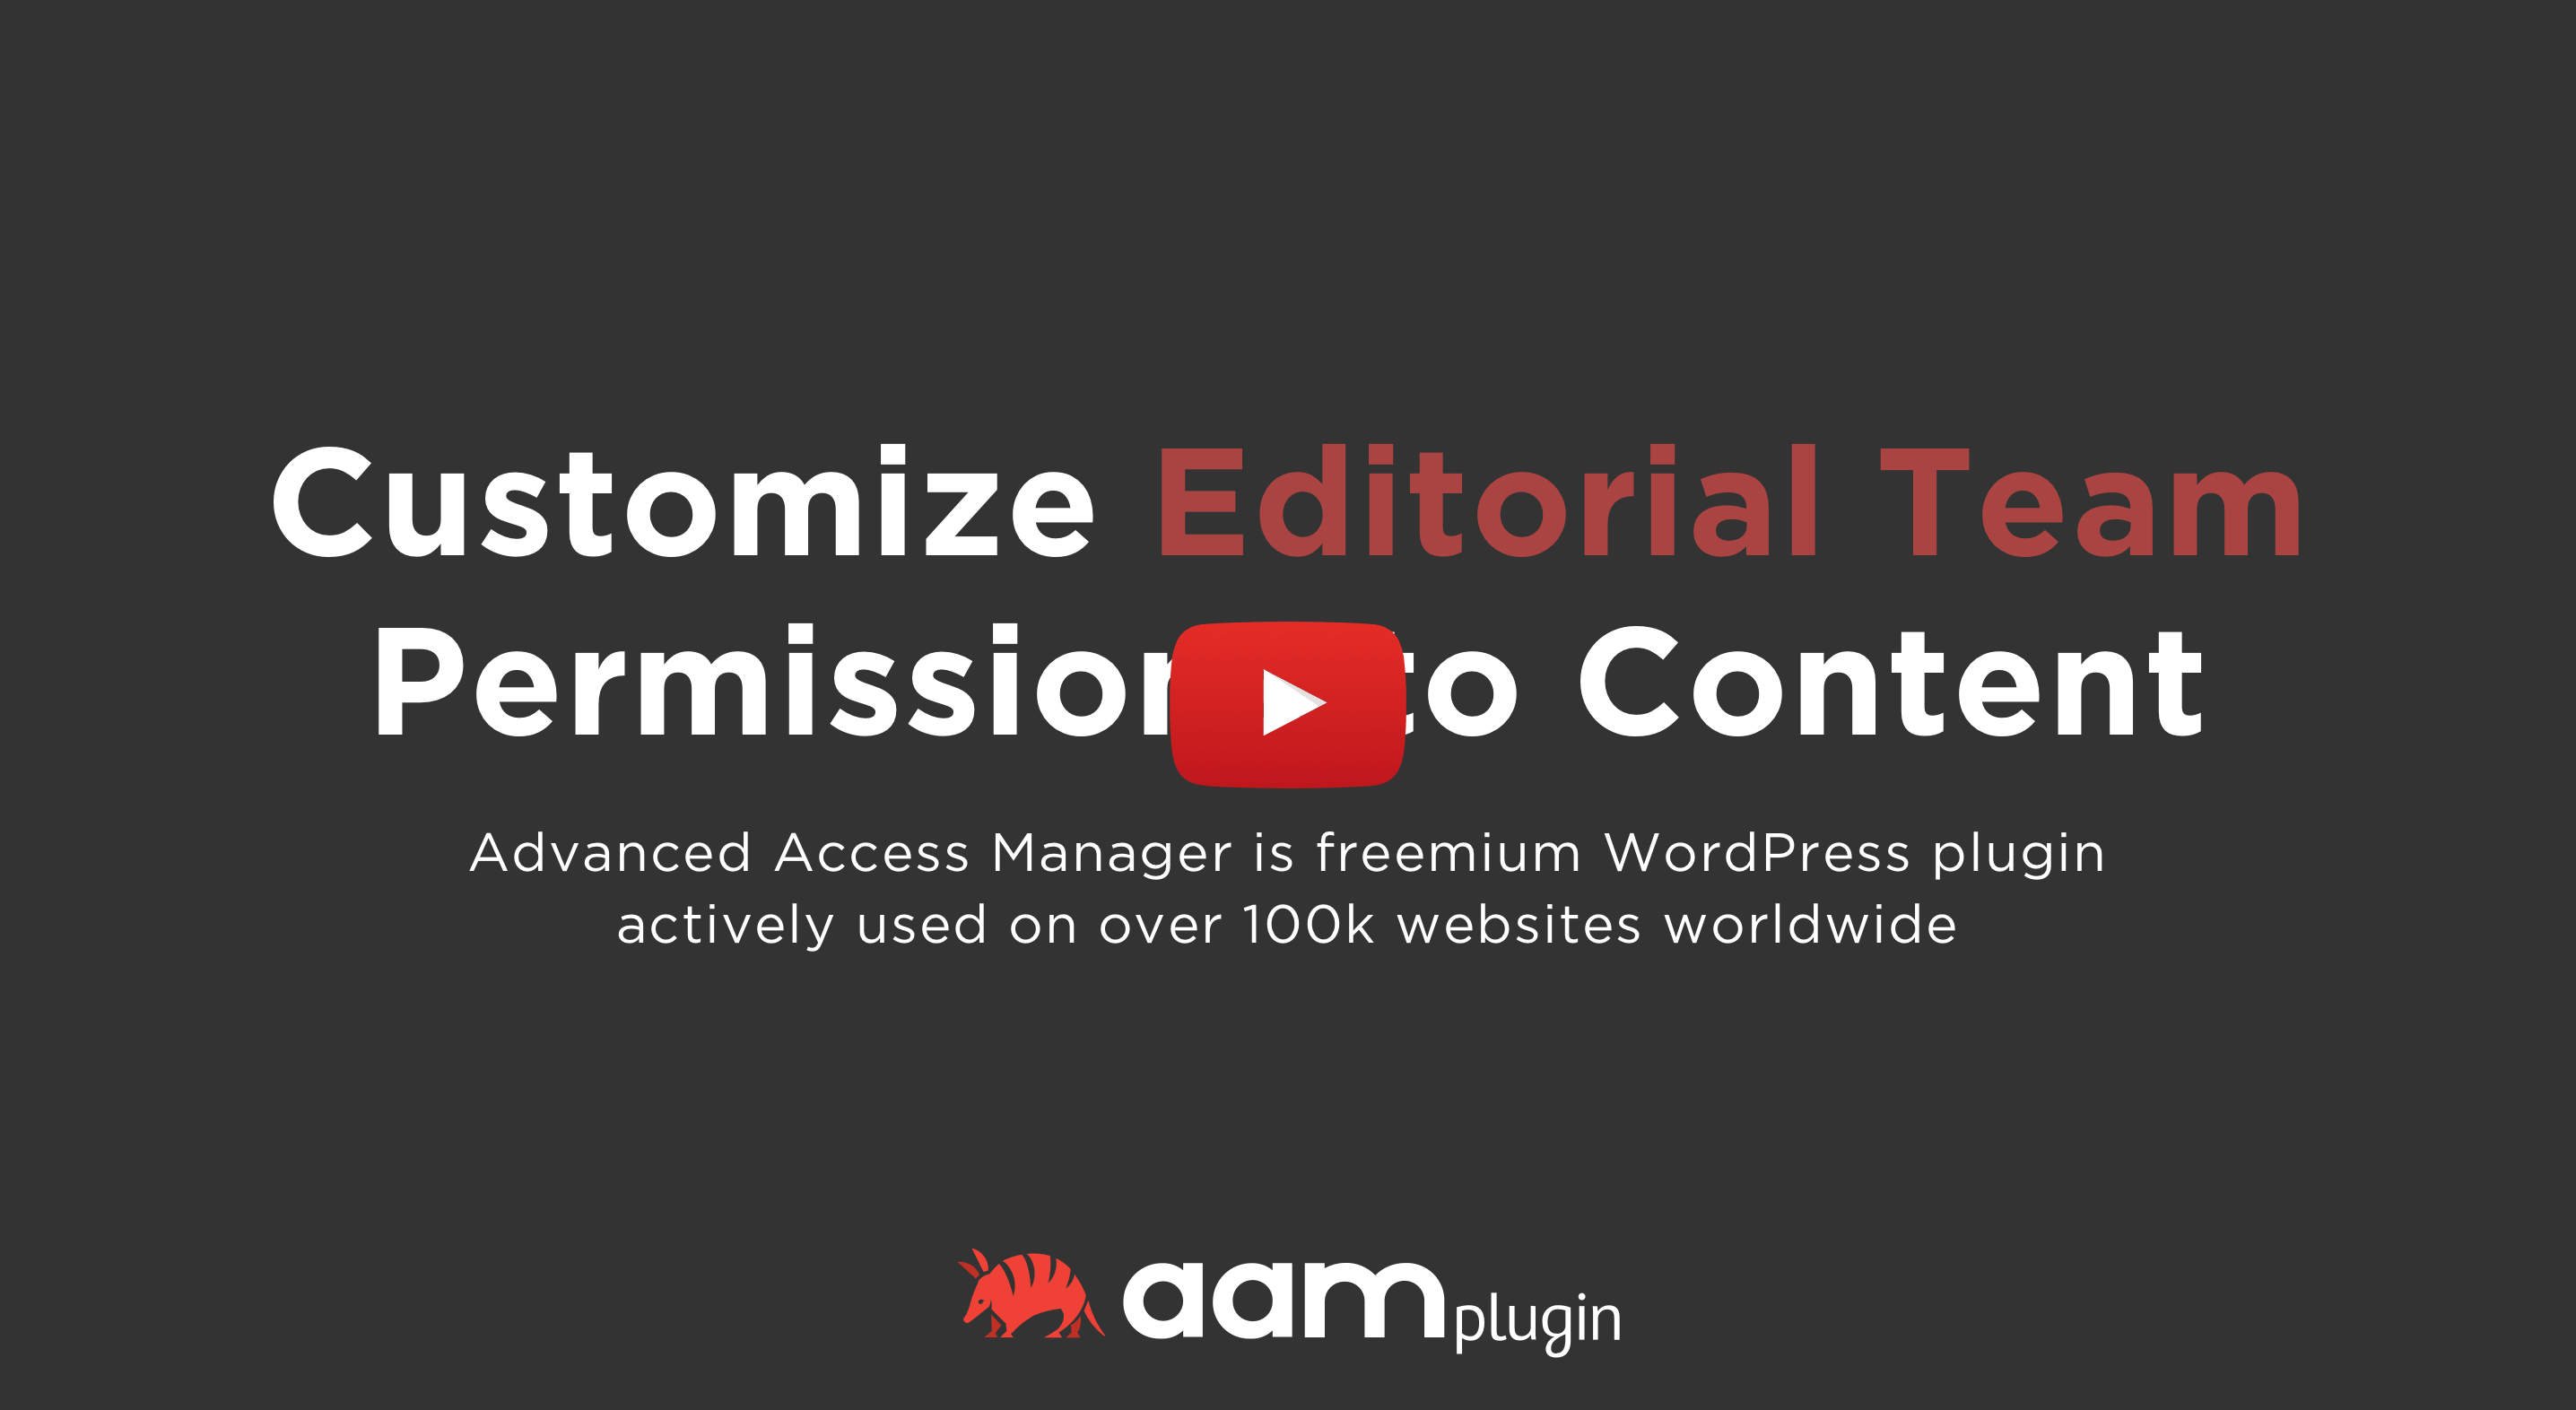 Customize Editorial Team
to Content
Advanced Access Manager is freemium WordPress plugin
actively used on over 100k websites worldwide
aam plugin